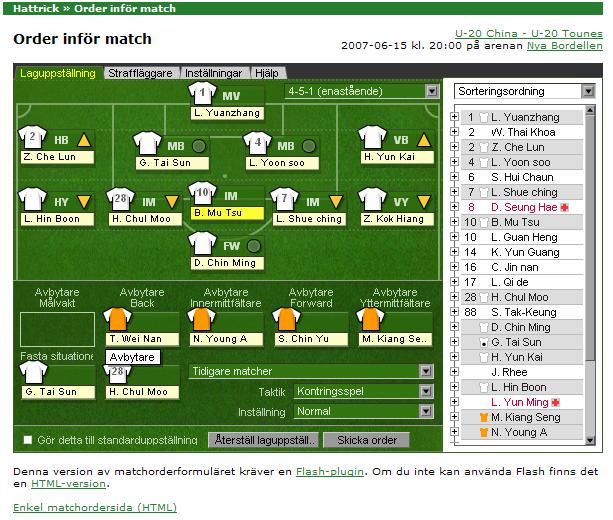 Hattrick » Order inför match
Order inför match
U-20 China - U-20 Tounes
2007-06-15 kl. 20:00 på arenan Nya Bordellen
Laguppställning Straffläggare Inställningar Hjälp
1 MV
L. Yuanzhang
4-5-1 (enastående)
2 HB
Z. Che Lun
MB
G. Tai Sun
4 MB
L. Yoon soo
VB
H. Yun Kai
HY
L. Hin Boon
28 IM
H. Chul Moo
10 IM
B. Mu Tsu
7 IM
L. Shue ching
VY
Z. Kok Hiang
FW
D. Chin Ming
Avbytare Målvakt
Avbytare Back
T. Wei Nan
Avbytare Innermittfältare
N. Young A
Avbytare Forward
S. Chin Yu
Avbytare Yttermittfältare
M. Kiang Se..
Fasta situatione
Avbytare
G. Tai Sun
28
H. Chul Moo
Tidigare matcher
Taktik Kontringsspel
Inställning Normal
Gör detta till standarduppställning
Återställ laguppställ..
Skicka order
Sorteringsordning
1 L. Yuanzhang
2 W. Thai Khoa
2 Z. Che Lun
4 L. Yoon soo
6 S. Hui Chaun
7 L. Shue ching
8 D. Seung Hae
10 B. Mu Tsu
10 L. Guan Heng
14 K. Yun Guang
16 C. Jin nan
17 L. Qi de
28 H. Chul Moo
88 S. Tak-Keung
D. Chin Ming
G. Tai Sun
H. Yun Kai
J. Rhee
L. Hin Boon
L. Yun Ming
M. Kiang Seng
N. Young A
Denna version av matchorderformuläret kräver en Flash-plugin. Om du inte kan använda Flash finns det
en HTML-version.
Enkel matchordersida (HTML)